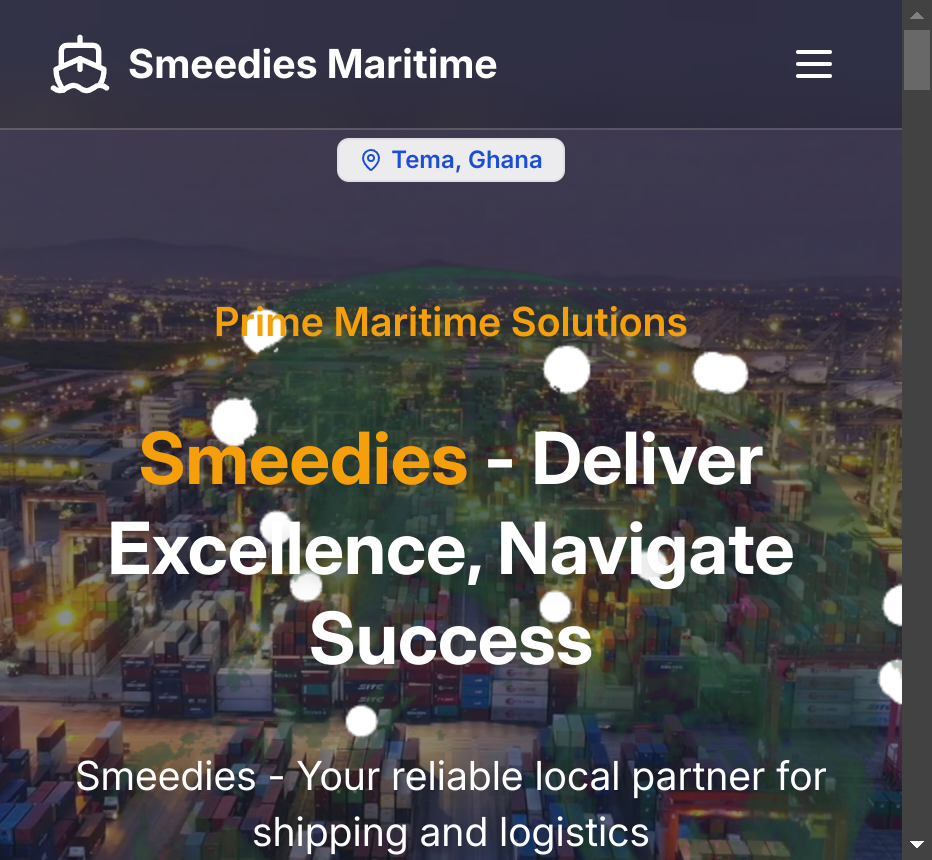 Smeedies Maritime
Tema, Ghana
Prime Maritime Solutions
Smeedies - Deliver
Excellence, Navigate
Success
SITC
Smeedies - Your reliable local partner for
shipping and logistics